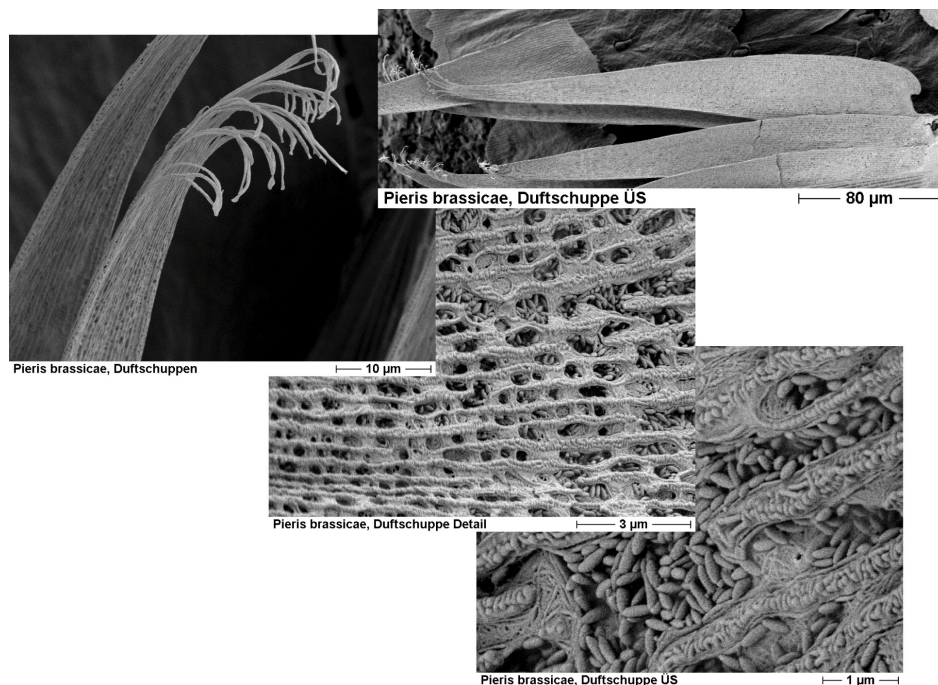 Pieris brassicae, Duftschuppe ÜS
80 µm
Pieris brassicae, Duftschuppen
10 µm
Pieris brassicae, Duftschuppe Detail
3 µm
Pieris brassicae, Duftschuppe ÜS
1 µm